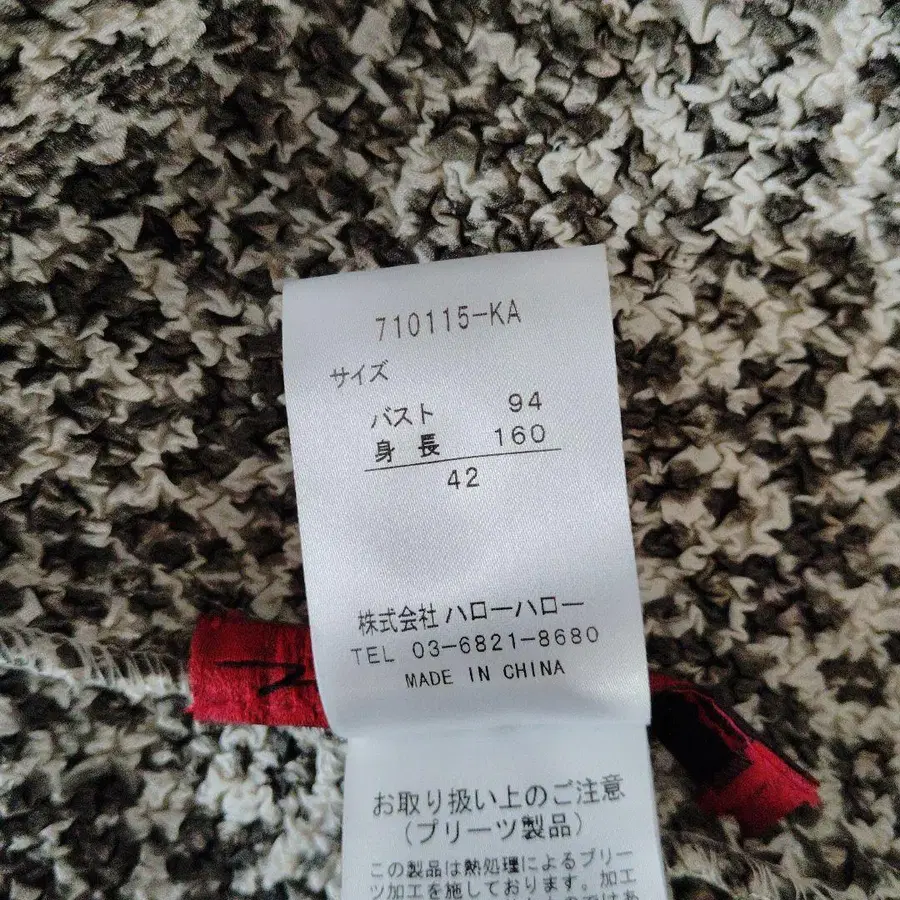 710115-KA
サイズ
バスト 94
身長 160
42
株式会社 ハローハロー
TEL 03-6821-8680
MADE IN CHINA
お取り扱い上のご注意
(プリーツ製品)
この製品は熱処理によるプリー
ツ加工を施しております。加工